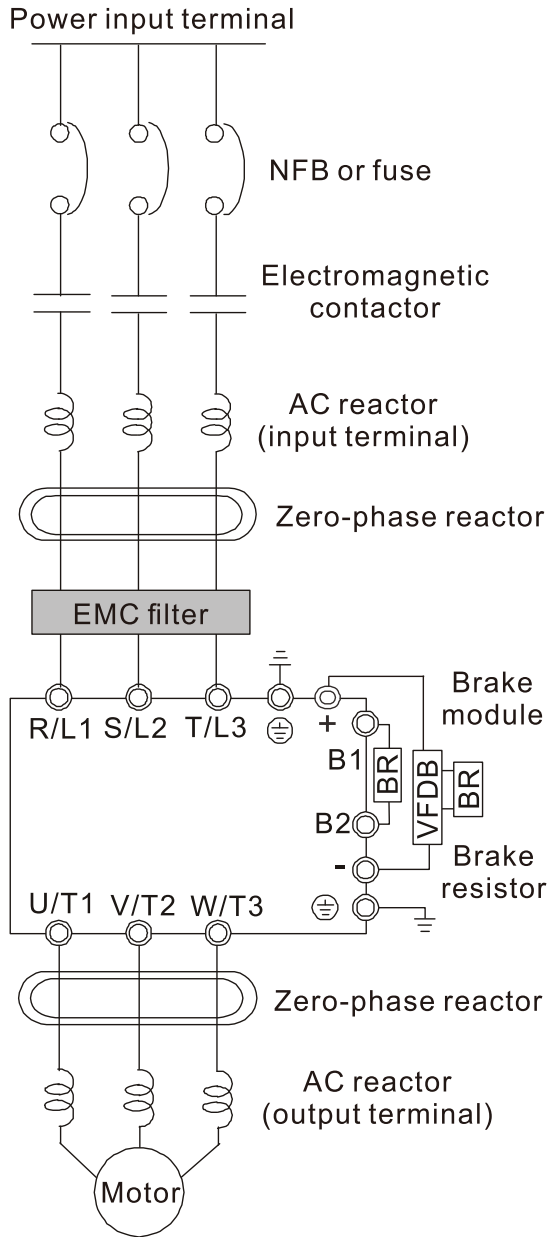 Power input terminal
NFB or fuse
Electromagnetic
contactor
AC reactor
(input terminal)
Zero-phase reactor
EMC filter
R/L1 S/L2 T/L3
+
-
Brake
module
B1
BR
VFDB
BR
B2
Brake
resistor
U/T1 V/T2 W/T3
Zero-phase reactor
AC reactor
(output terminal)
Motor